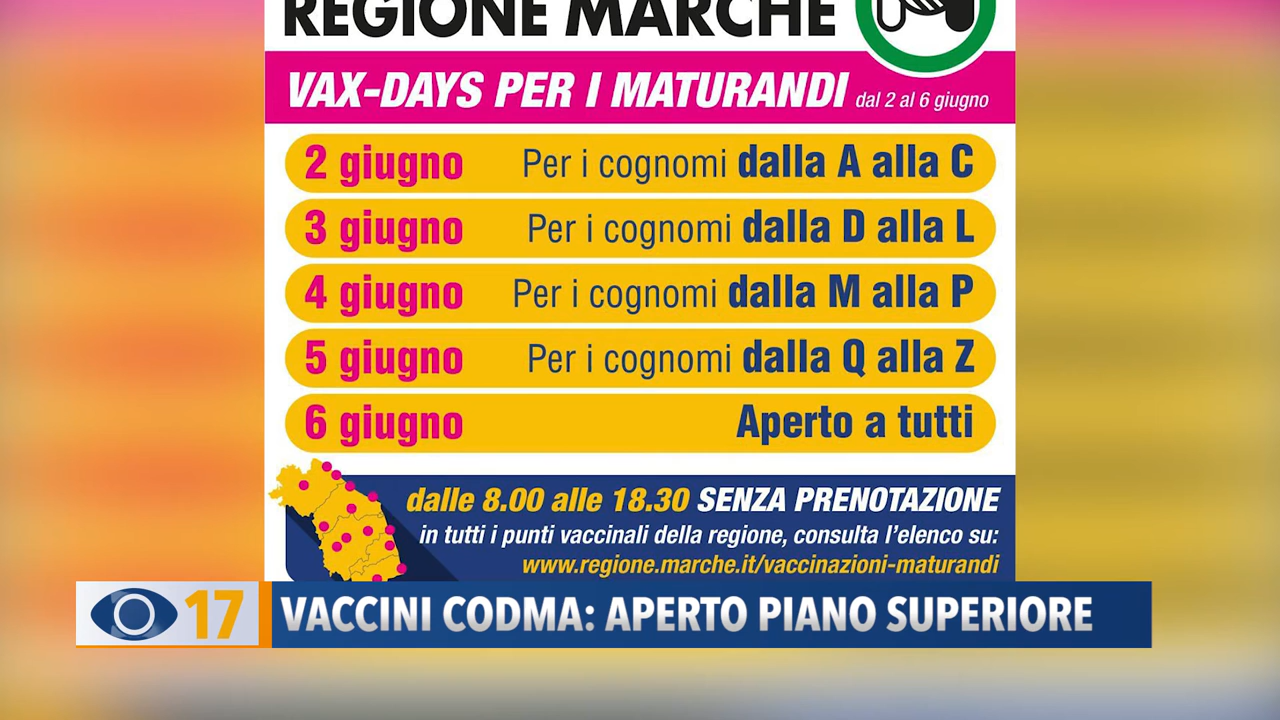 REGIONE MARCHE
VAX-DAYS PER I MATURANDI dal 2 al 6 giugno
2 giugno Per i cognomi dalla A alla C
3 giugno Per i cognomi dalla D alla L
4 giugno Per i cognomi dalla M alla P
5 giugno Per i cognomi dalla Q alla Z
6 giugno Aperto a tutti
dalle 8.00 alle 18.30 SENZA PRENOTAZIONE
in tutti i punti vaccinali della regione, consulta l'elenco su:
www.regione.marche.it/vaccinazioni-maturandi
17 VACCINI CODMA: APERTO PIANO SUPERIORE